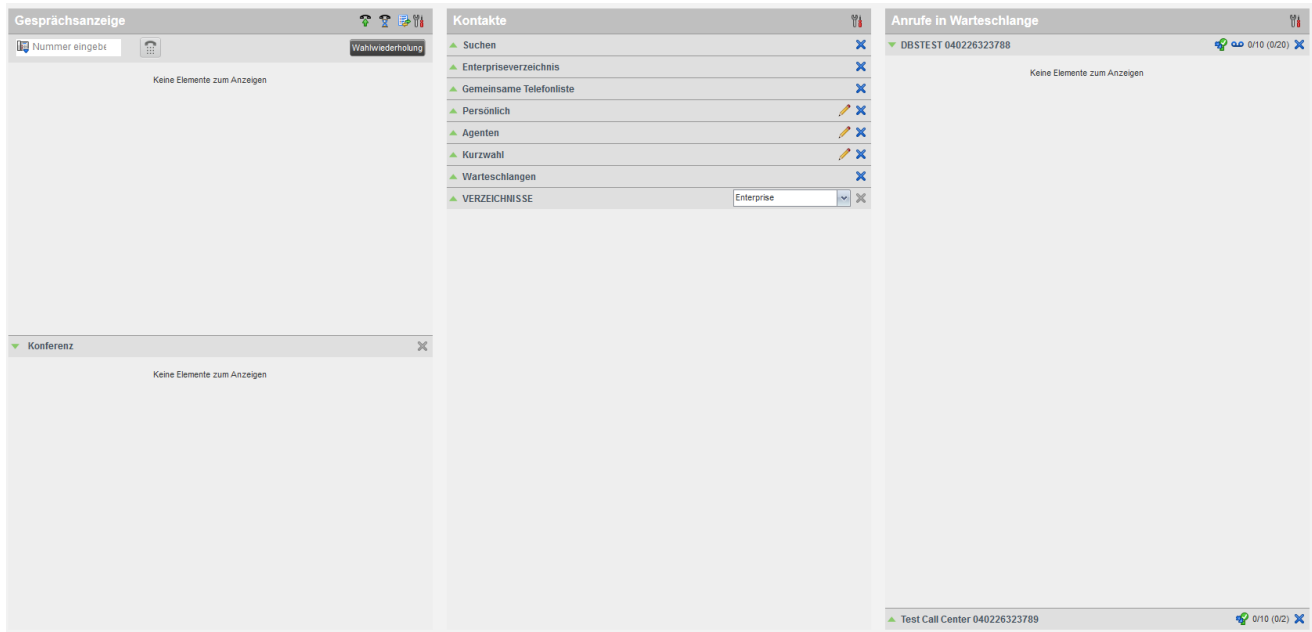 Gesprächsanzeige
Nummer eingebe
Wahlwiederholung
Keine Elemente zum Anzeigen
Konferenz
Keine Elemente zum Anzeigen
Kontakte
Suchen
Enterpriseverzeichnis
Gemeinsame Telefonliste
Persönlich
Agenten
Kurzwahl
Warteschlangen
VERZEICHNISSE
Enterprise
Anrufe in Warteschlange
DBSTEST 040226323788 0/10 (0/20)
Keine Elemente zum Anzeigen
Test Call Center 040226323789 0/10 (0/2)